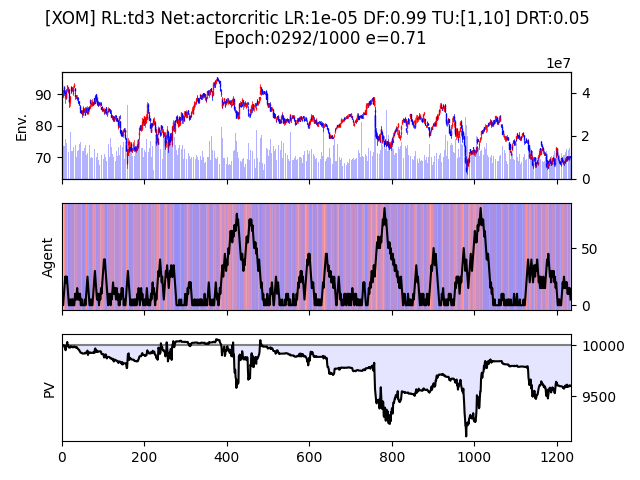 [XOM] RL:td3 Net:actorcritic LR:1e-05 DF:0.99 TU:[1,10] DRT:0.05
Epoch:0292/1000 e=0.71
1e7
Env.
90
80
70
4
2
0
Agent
50
0
PV
10000
9500
0
200
400
600
800
1000
1200